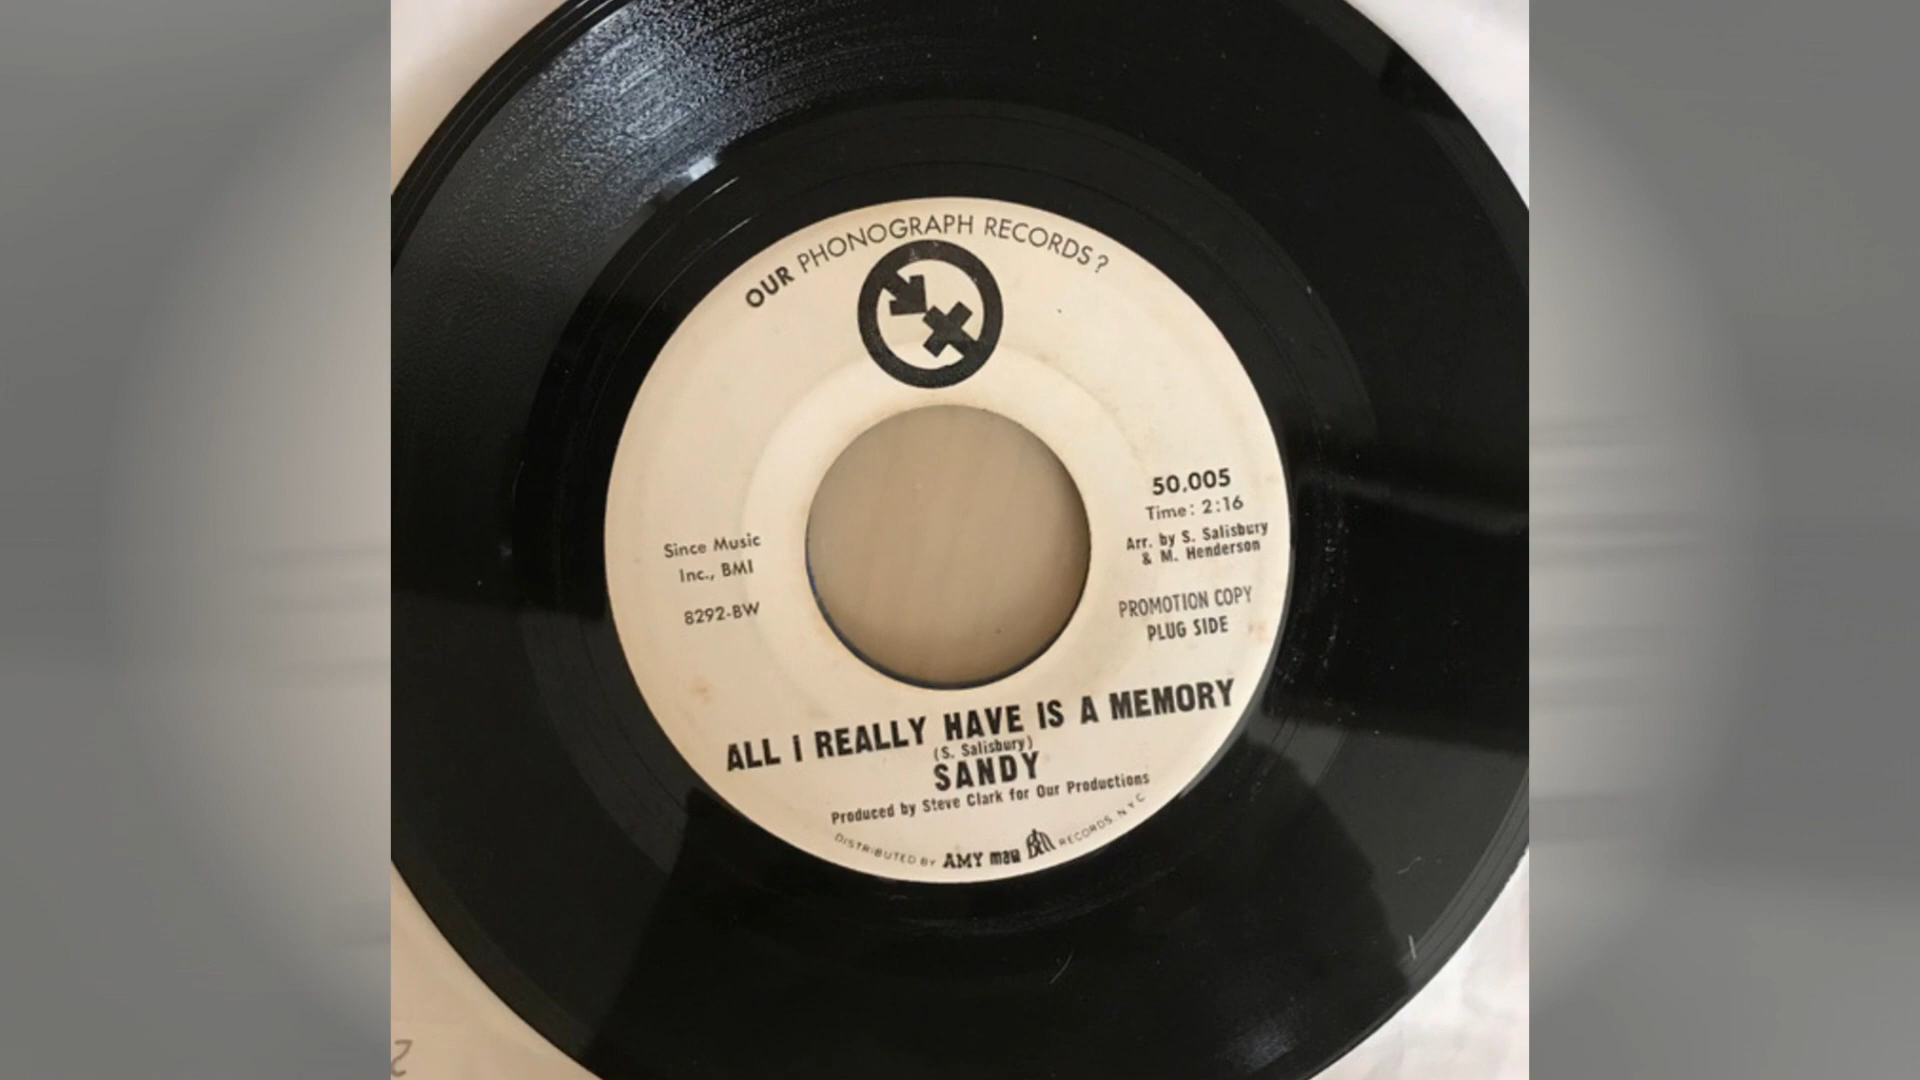 OUR PHONOGRAPH RECORDS?
50.005
Time: 2:16
Arr. by S. Salisbury
& M. Henderson
Since Music
Inc., BMI
8292-BW
PROMOTION COPY
PLUG SIDE
ALL I REALLY HAVE IS A MEMORY
(S. Salisbury)
SANDY
Produced by Steve Clark for Our Productions
DISTRIBUTED BY AMY mala Bell RECORDS, N.Y.C
2